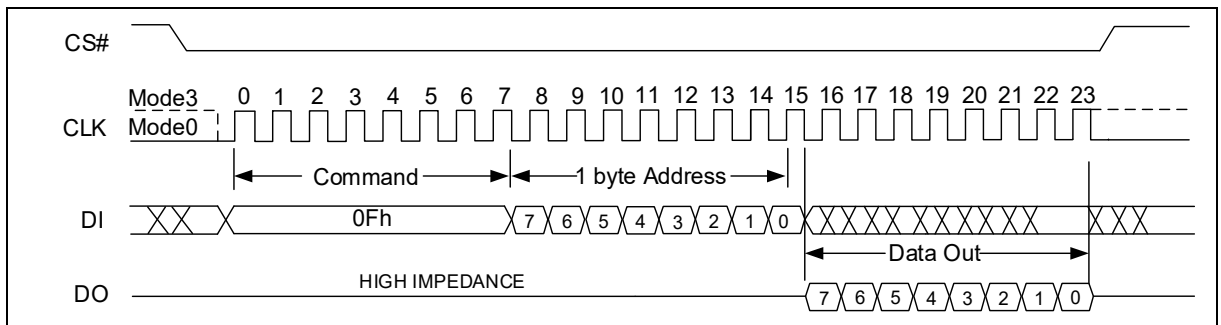 CS#
Mode3 0 1 2 3 4 5 6 7 8 9 10 11 12 13 14 15 16 17 18 19 20 21 22 23
CLK Mode0
Command 1 byte Address
DI 0Fh 7 6 5 4 3 2 1 0
Data Out
HIGH IMPEDANCE
DO 7 6 5 4 3 2 1 0